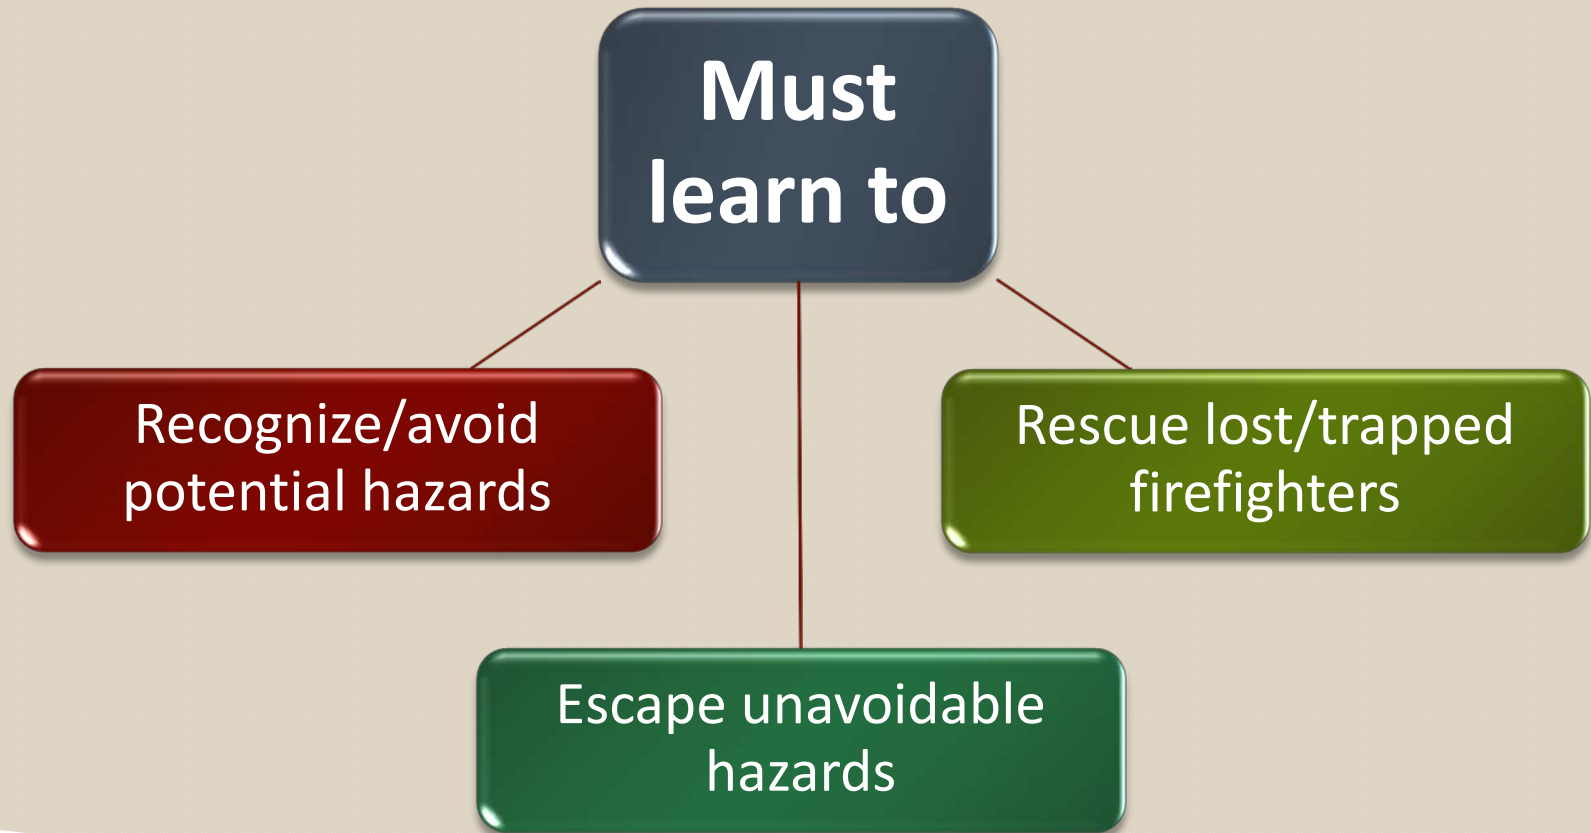 Must
learn to
Recognize/avoid
potential hazards
Rescue lost/trapped
firefighters
Escape unavoidable
hazards